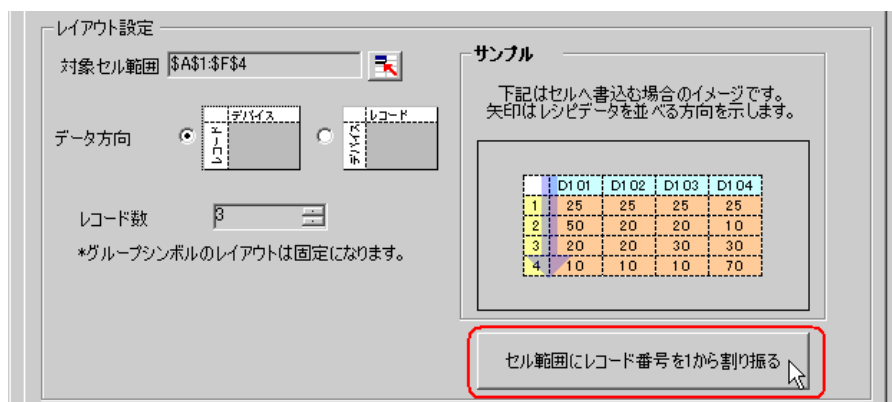 レイアウト設定
対象セル範囲 $A$1:$F$4
データ方向
デバイス
レコード
レコード
デバイス
レコード数 3
*グループシンボルのレイアウトは固定になります。
サンプル
下記はセルへ書込む場合のイメージです。
矢印はレシピデータを並べる方向を示します。
D101 D102 D103 D104
1 25 25 25 25
2 50 20 20 10
3 20 20 30 30
4 10 10 10 70
セル範囲にレコード番号を1から割り振る